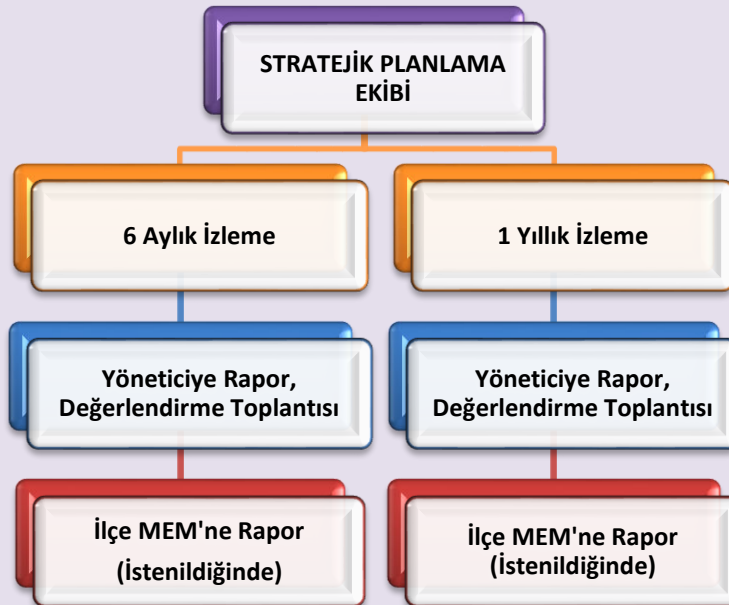 STRATEJİK PLANLAMA
EKİBİ
6 Aylık İzleme
1 Yıllık İzleme
Yöneticiye Rapor,
Değerlendirme Toplantısı
Yöneticiye Rapor,
Değerlendirme Toplantısı
İlçe MEM'ne Rapor
(İstenildiğinde)
İlçe MEM'ne Rapor
(İstenildiğinde)